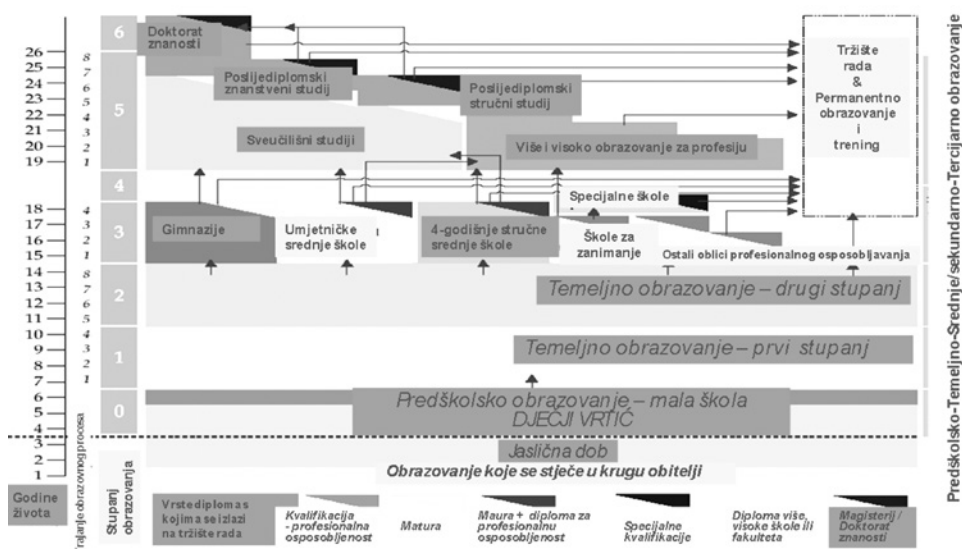 6
Doktorat
znanosti
Tržište
rada
&
Permanentno
obrazovanje
i
trening
26
25
24
23
22
21
20
19
8
7
6
5
4
3
2
1
5
Poslijediplomski
znanstveni studij
Poslijediplomski
stručni studij
Sveučilišni studiji
Više i visoko obrazovanje za profesiju
4
Specijalne škole
18
17
16
15
4
3
2
1
3
Gimnazije
Umjetničke
srednje škole
4-godišnje stručne
srednje škole
Škole za
zanimanje
Ostali oblici profesionalnog osposobljavanja
14
13
12
11
8
7
6
5
2
Temeljno obrazovanje – drugi stupanj
10
9
8
7
4
3
2
1
1
Temeljno obrazovanje – prvi stupanj
6
5
4
0
Predškolsko obrazovanje – mala škola
DJEČJI VRTIĆ
3
2
1
Jaslična dob
Obrazovanje koje se stječe u krugu obitelji
Godine
života
Trajanje obrazovnog procesa
Stupanj
obrazovanja
Vrste diploma s
kojima se izlazi
na tržište rada
Kvalifikacija
- profesionalna
osposobljenost
Matura
Maura + diploma za
profesionalnu
osposobljenost
Specijalne
kvalifikacije
Diploma više,
visoke škole ili
fakulteta
Magisterij /
Doktorat
znanosti
Predškolsko-Temeljno-Srednje/sekundarno-Tercijarno obrazovanje